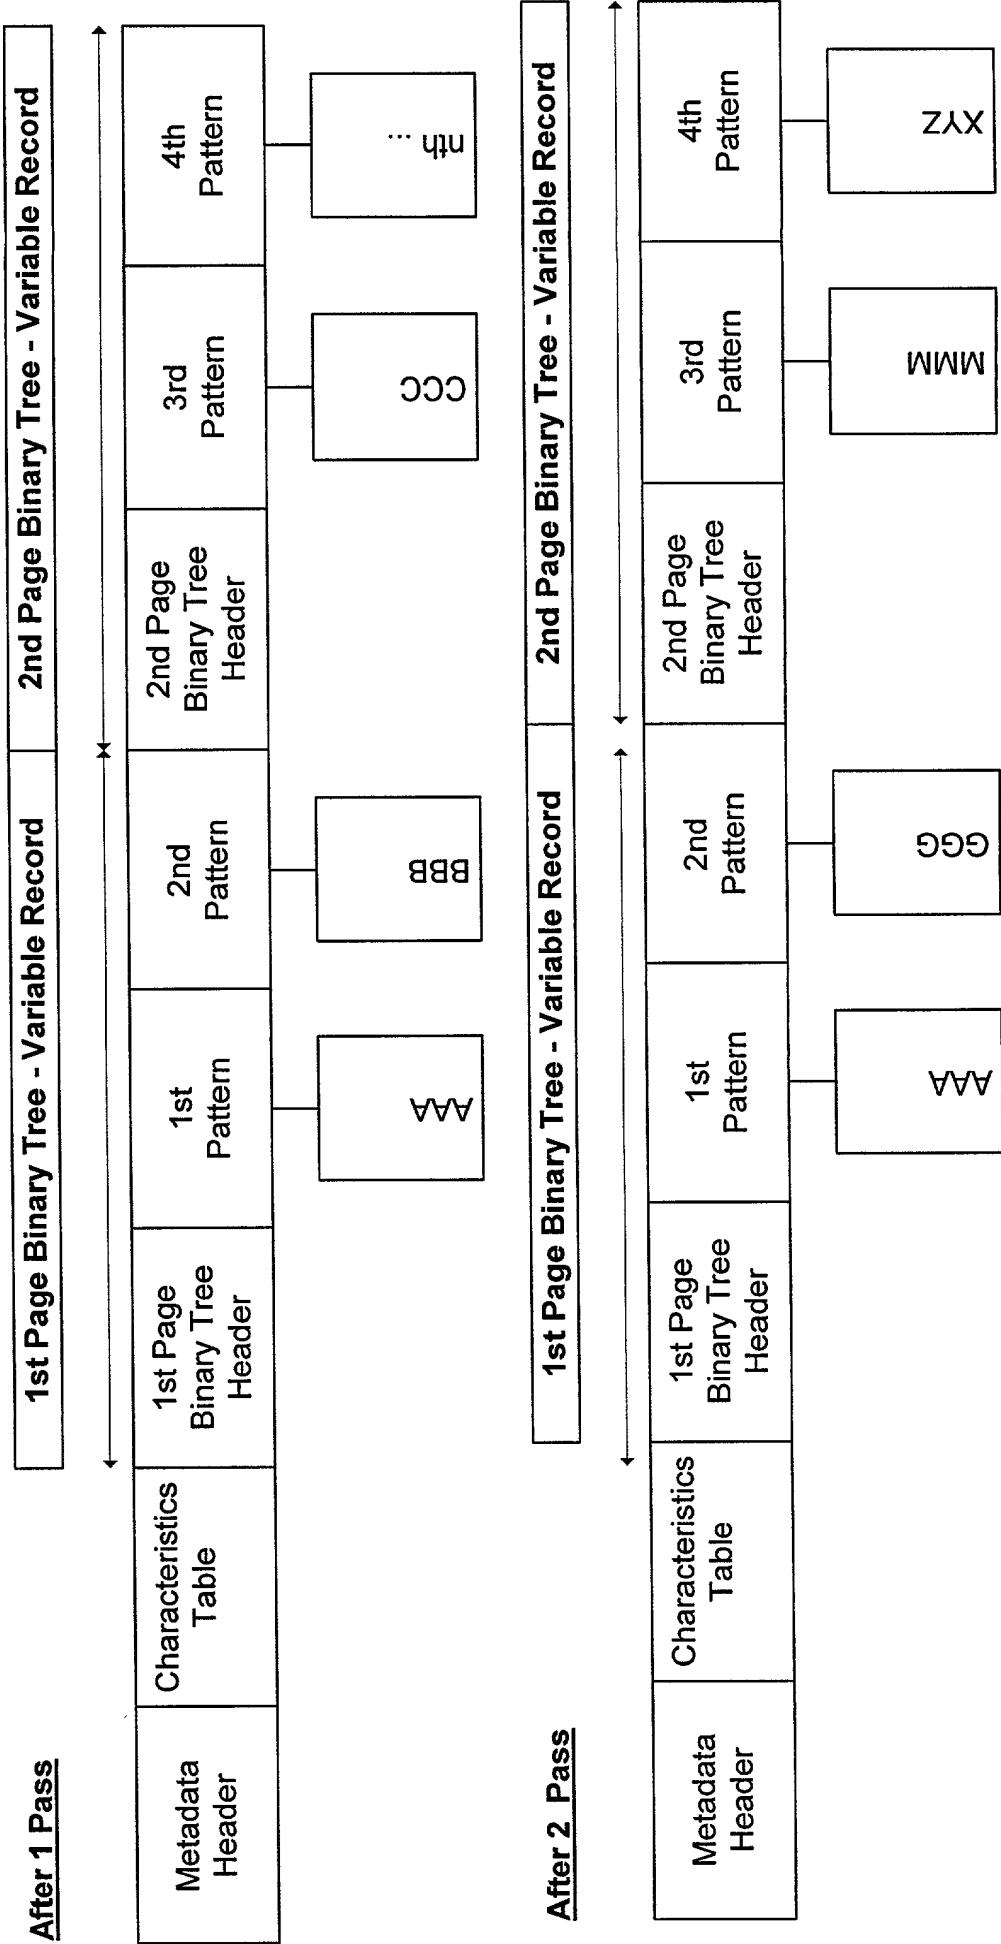 After 1 Pass
1st Page Binary Tree - Variable Record
2nd Page Binary Tree - Variable Record
Metadada
Header
Characteristics
Table
1st Page
Binary Tree
Header
1st
Pattern
2nd
Pattern
2nd Page
Binary Tree
Header
3rd
Pattern
4th
Pattern
AAA
BBB
CCC
nth ...
After 2 Pass
1st Page Binary Tree - Variable Record
2nd Page Binary Tree - Variable Record
Metadada
Header
Characteristics
Table
1st Page
Binary Tree
Header
1st
Pattern
2nd
Pattern
2nd Page
Binary Tree
Header
3rd
Pattern
4th
Pattern
AAA
GGG
MMM
XYZ